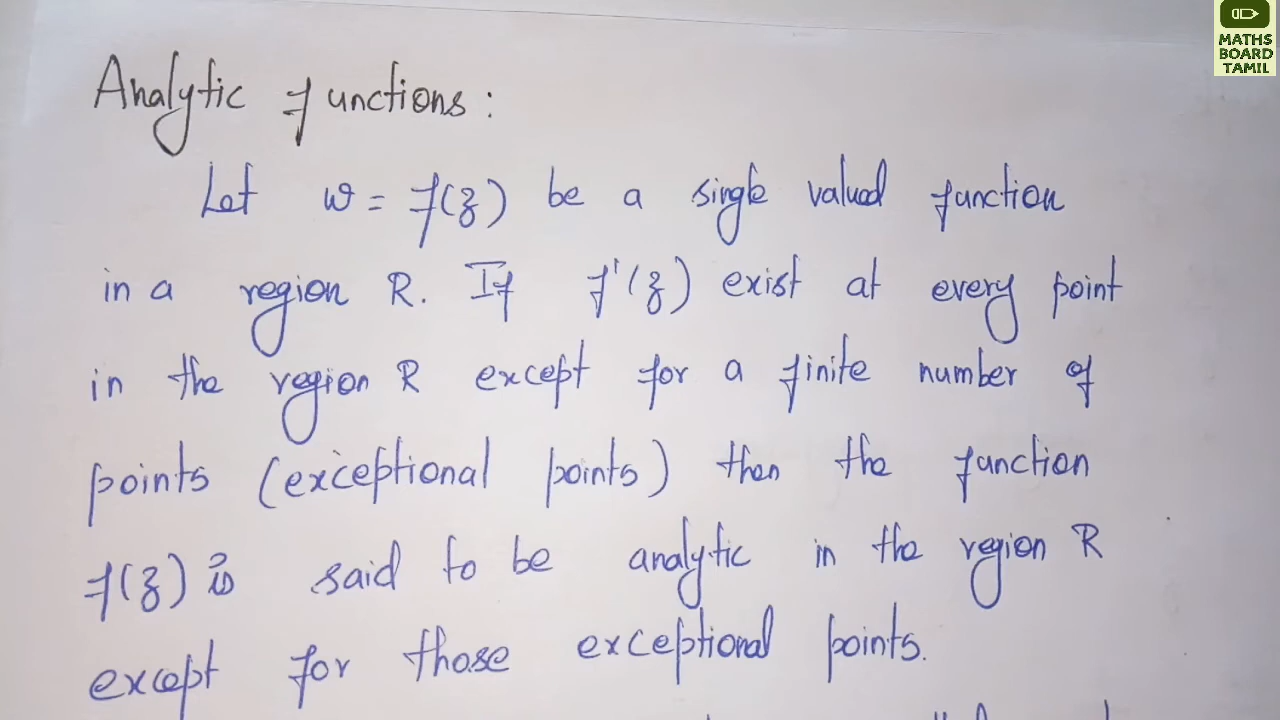 MATHS
BOARD
TAMIL
Analytic functions :
Let w = f(z) be a single valued function
in a region R. If f'(z) exist at every point
in the region R except for a finite number of
points (exceptional points) then the function
f(z) is said to be analytic in the region R
except for those exceptional points.